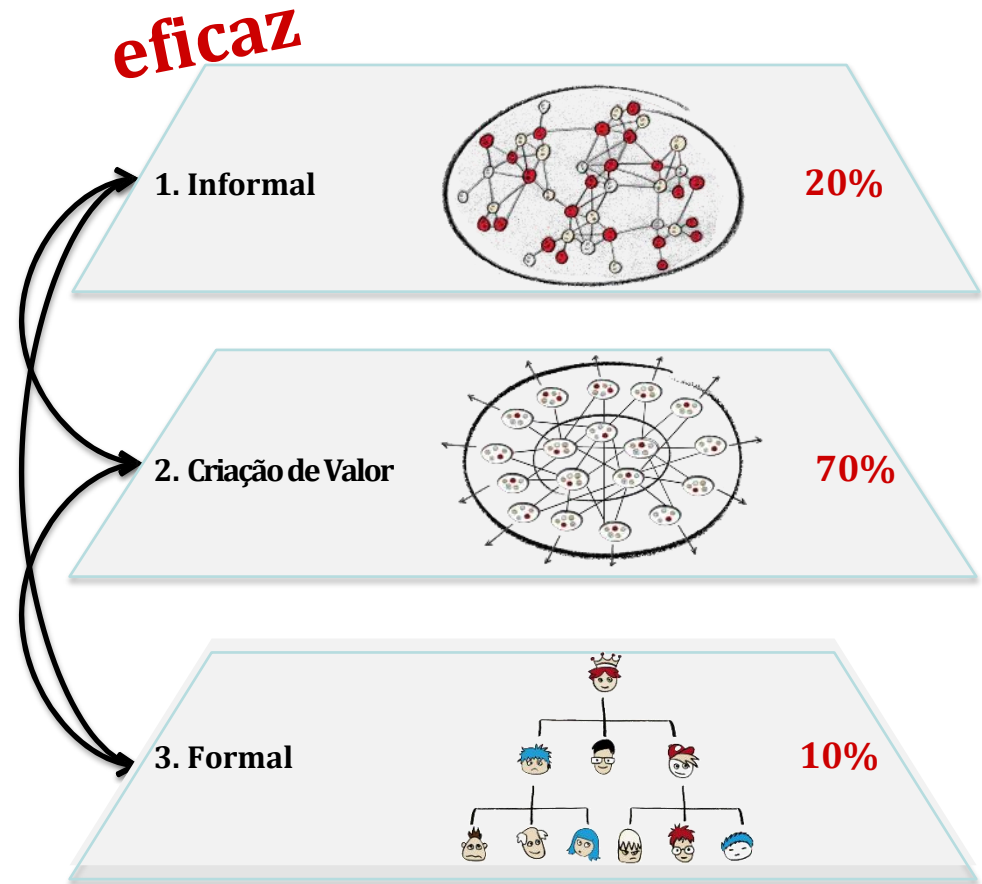 eficaz
1. Informal
20%
2. Criação de Valor
70%
3. Formal
10%